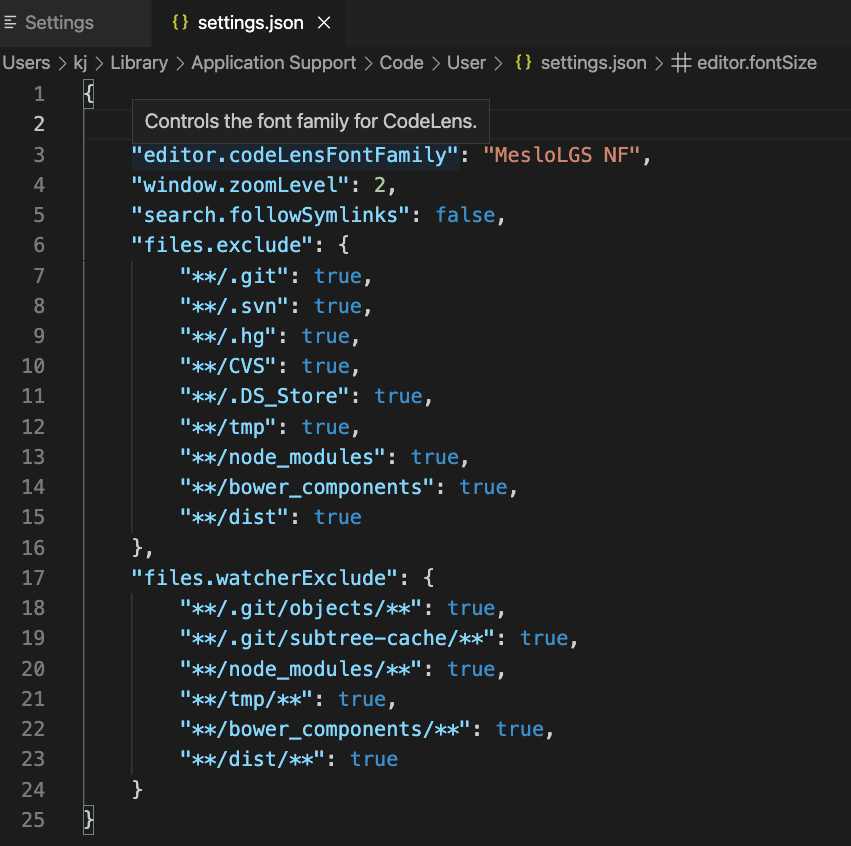 Settings
{} settings.json ×
Users > kj > Library > Application Support > Code > User > {} settings.json > # editor.fontSize
1 {
2
Controls the font family for CodeLens.
3 "editor.codeLensFontFamily": "MesloLGS NF",
4 "window.zoomLevel": 2,
5 "search.followSymlinks": false,
6 "files.exclude": {
7 "**/.git": true,
8 "**/.svn": true,
9 "**/.hg": true,
10 "**/CVS": true,
11 "**/.DS_Store": true,
12 "**/tmp": true,
13 "**/node_modules": true,
14 "**/bower_components": true,
15 "**/dist": true
16 },
17 "files.watcherExclude": {
18 "**/.git/objects/**": true,
19 "**/.git/subtree-cache/**": true,
20 "**/node_modules/**": true,
21 "**/tmp/**": true,
22 "**/bower_components/**": true,
23 "**/dist/**": true
24 }
25 }